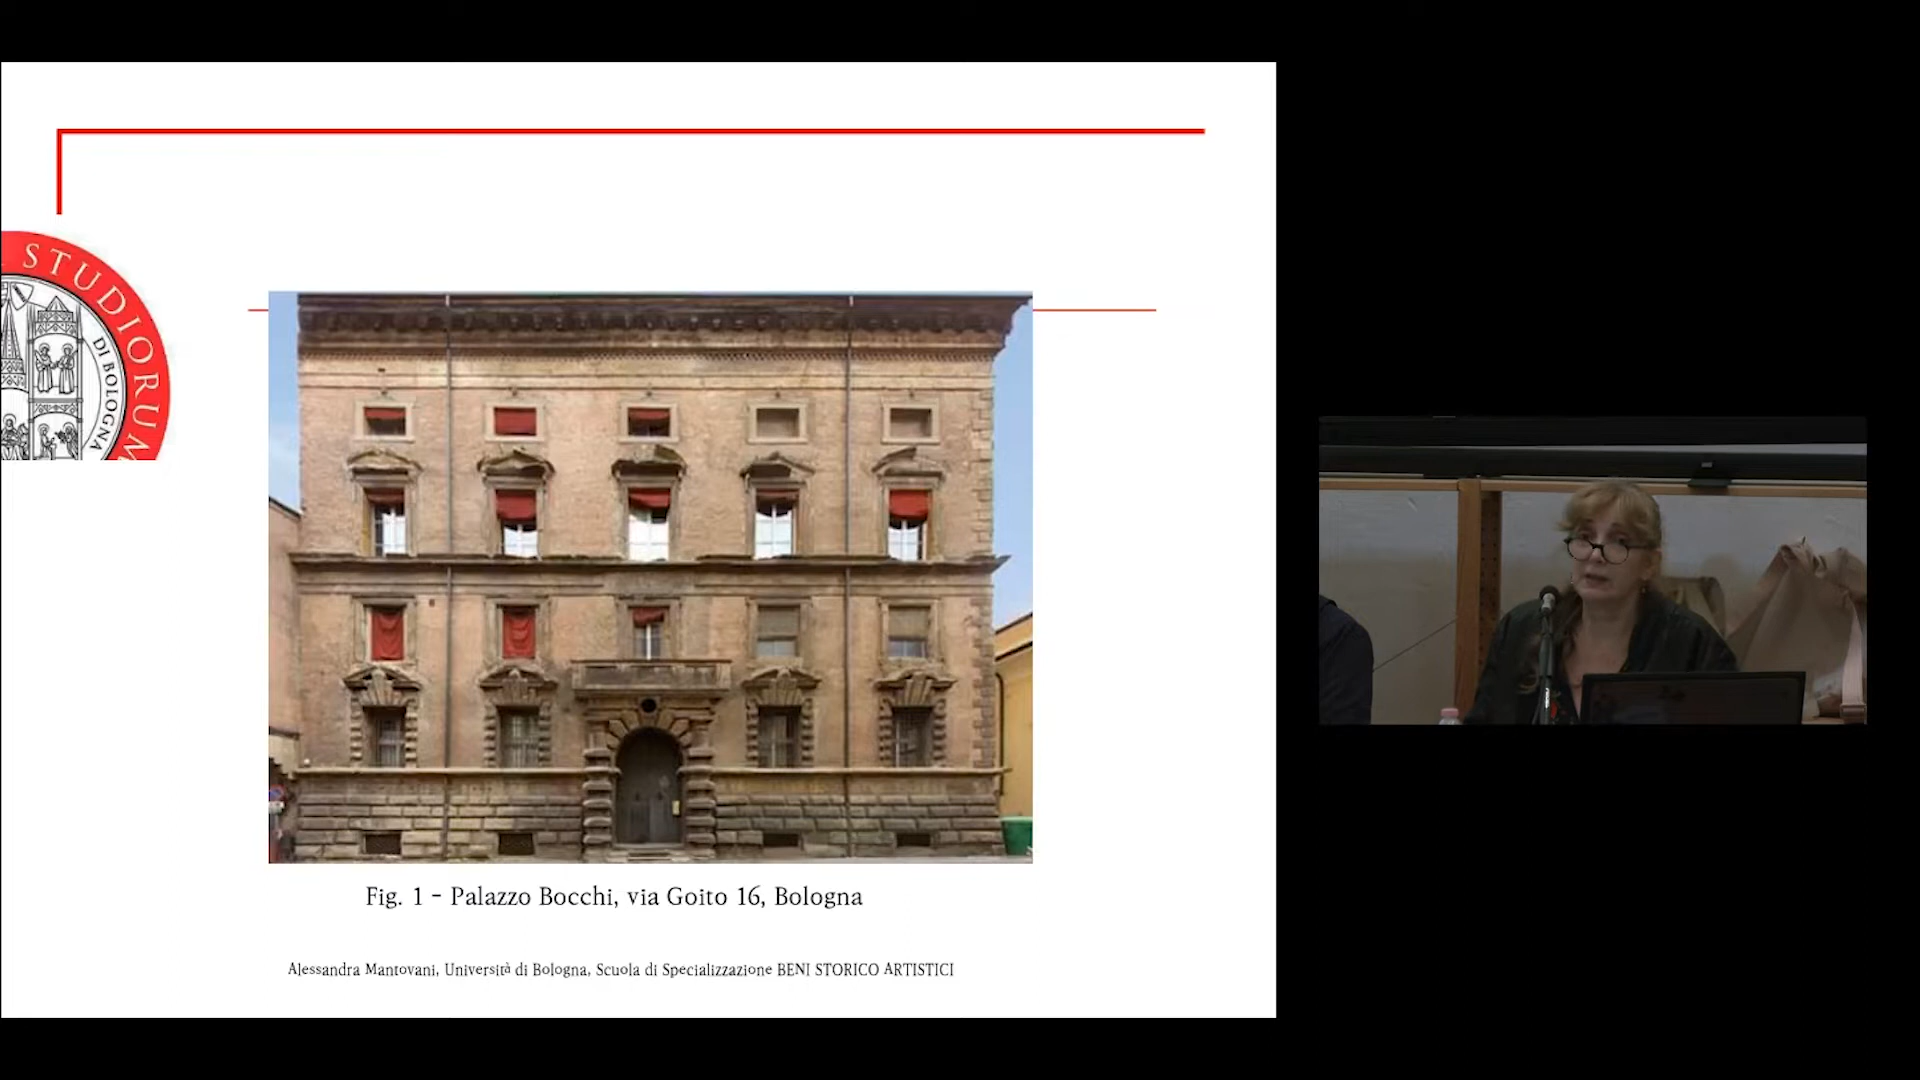 STUDIORUM
DI BOLOGNA
Fig. 1 - Palazzo Bocchi, via Goito 16, Bologna
Alessandra Mantovani, Università di Bologna, Scuola di Specializzazione BENI STORICO ARTISTICI